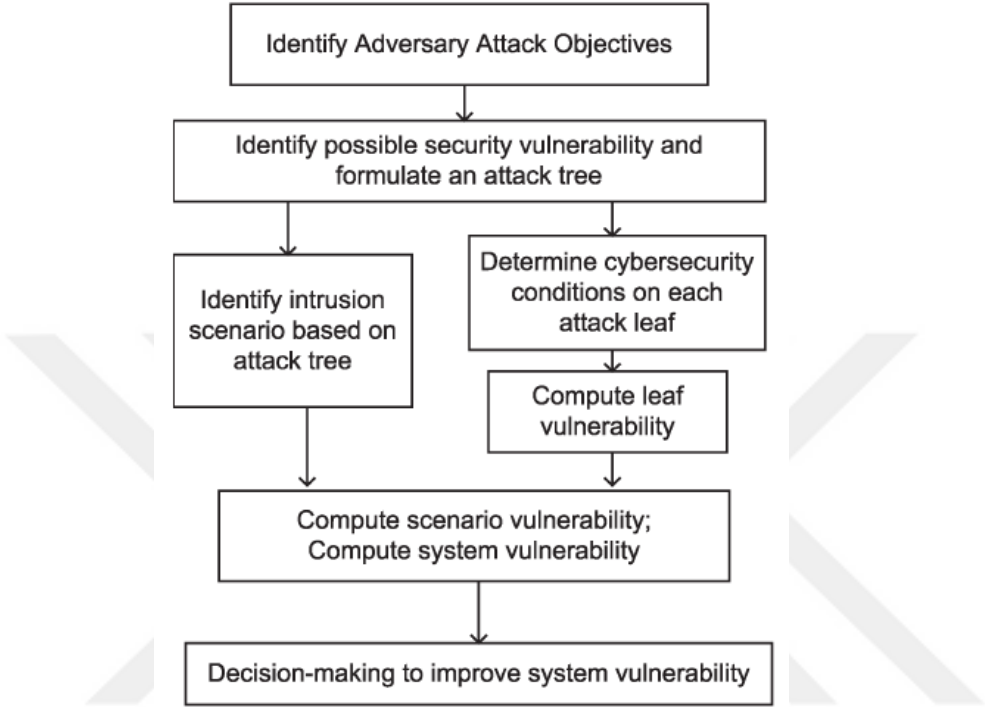 Identify Adversary Attack Objectives
Identify possible security vulnerability and
formulate an attack tree
Identify intrusion
scenario based on
attack tree
Determine cybersecurity
conditions on each
attack leaf
Compute leaf
vulnerability
Compute scenario vulnerability;
Compute system vulnerability
Decision-making to improve system vulnerability